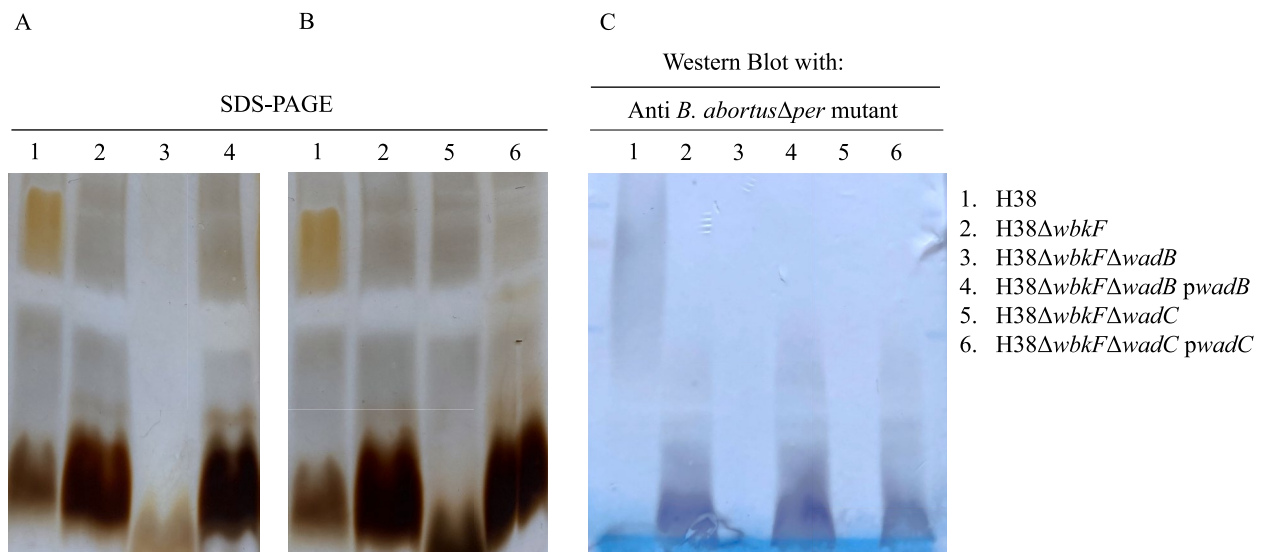 A B C
Western Blot with:
SDS-PAGE
Anti B. abortusΔper mutant
1 2 3 4 1 2 5 6 1 2 3 4 5 6
1. H38
2. H38ΔwbkF
3. H38ΔwbkFΔwadB
4. H38ΔwbkFΔwadB pwadB
5. H38ΔwbkFΔwadC
6. H38ΔwbkFΔwadC pwadC